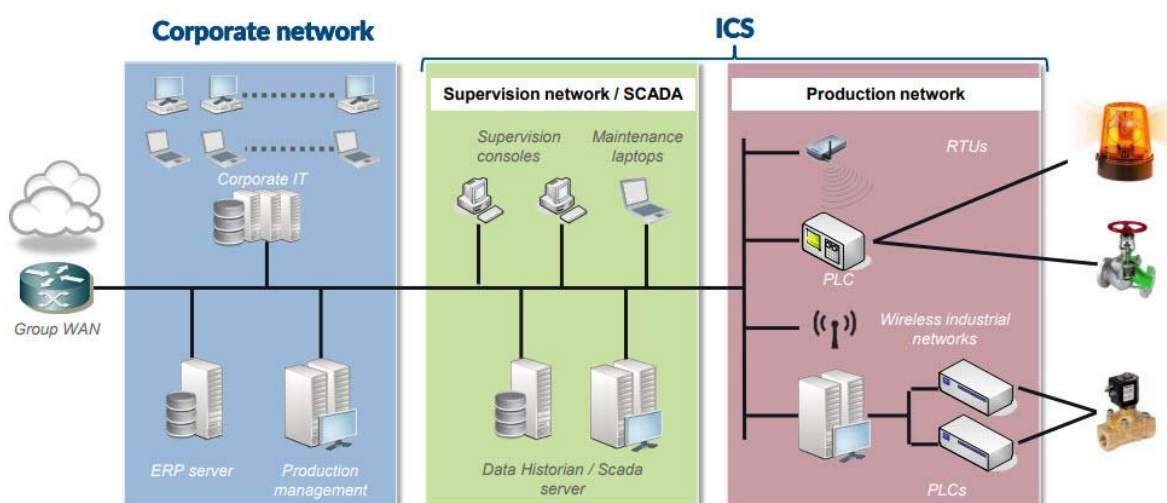 Corporate network
ICS
Supervision network / SCADA
Production network
Supervision
consoles
Maintenance
laptops
RTUs
Corporate IT
PLC
Group WAN
Wireless industrial
networks
ERP server
Production
management
Data Historian / Scada
server
PLCs